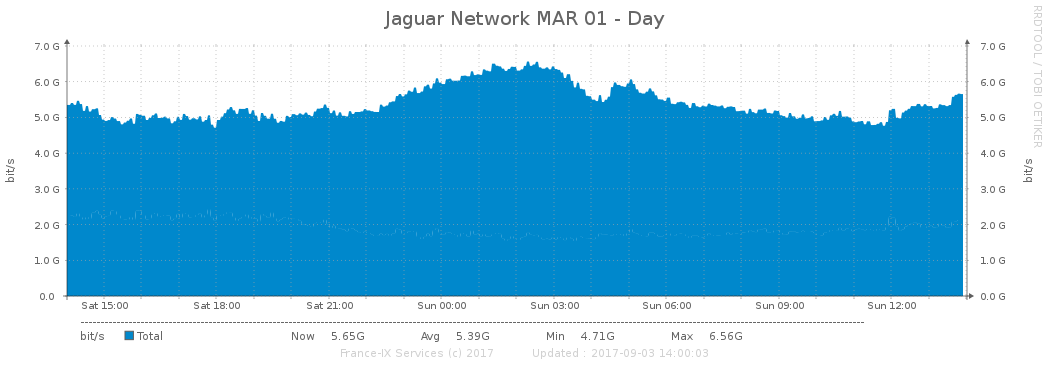 Jaguar Network MAR 01 - Day
RRDTOOL / TOBI OETIKER
7.0 G 7.0 G
6.0 G 6.0 G
5.0 G 5.0 G
4.0 G 4.0 G
3.0 G 3.0 G
2.0 G 2.0 G
1.0 G 1.0 G
0.0 0.0 G
bit/s
bit/s
Sat 15:00 Sat 18:00 Sat 21:00 Sun 00:00 Sun 03:00 Sun 06:00 Sun 09:00 Sun 12:00
bit/s Total Now 5.65G Avg 5.39G Min 4.71G Max 6.56G
France-IX Services (c) 2017 Updated : 2017-09-03 14:00:03